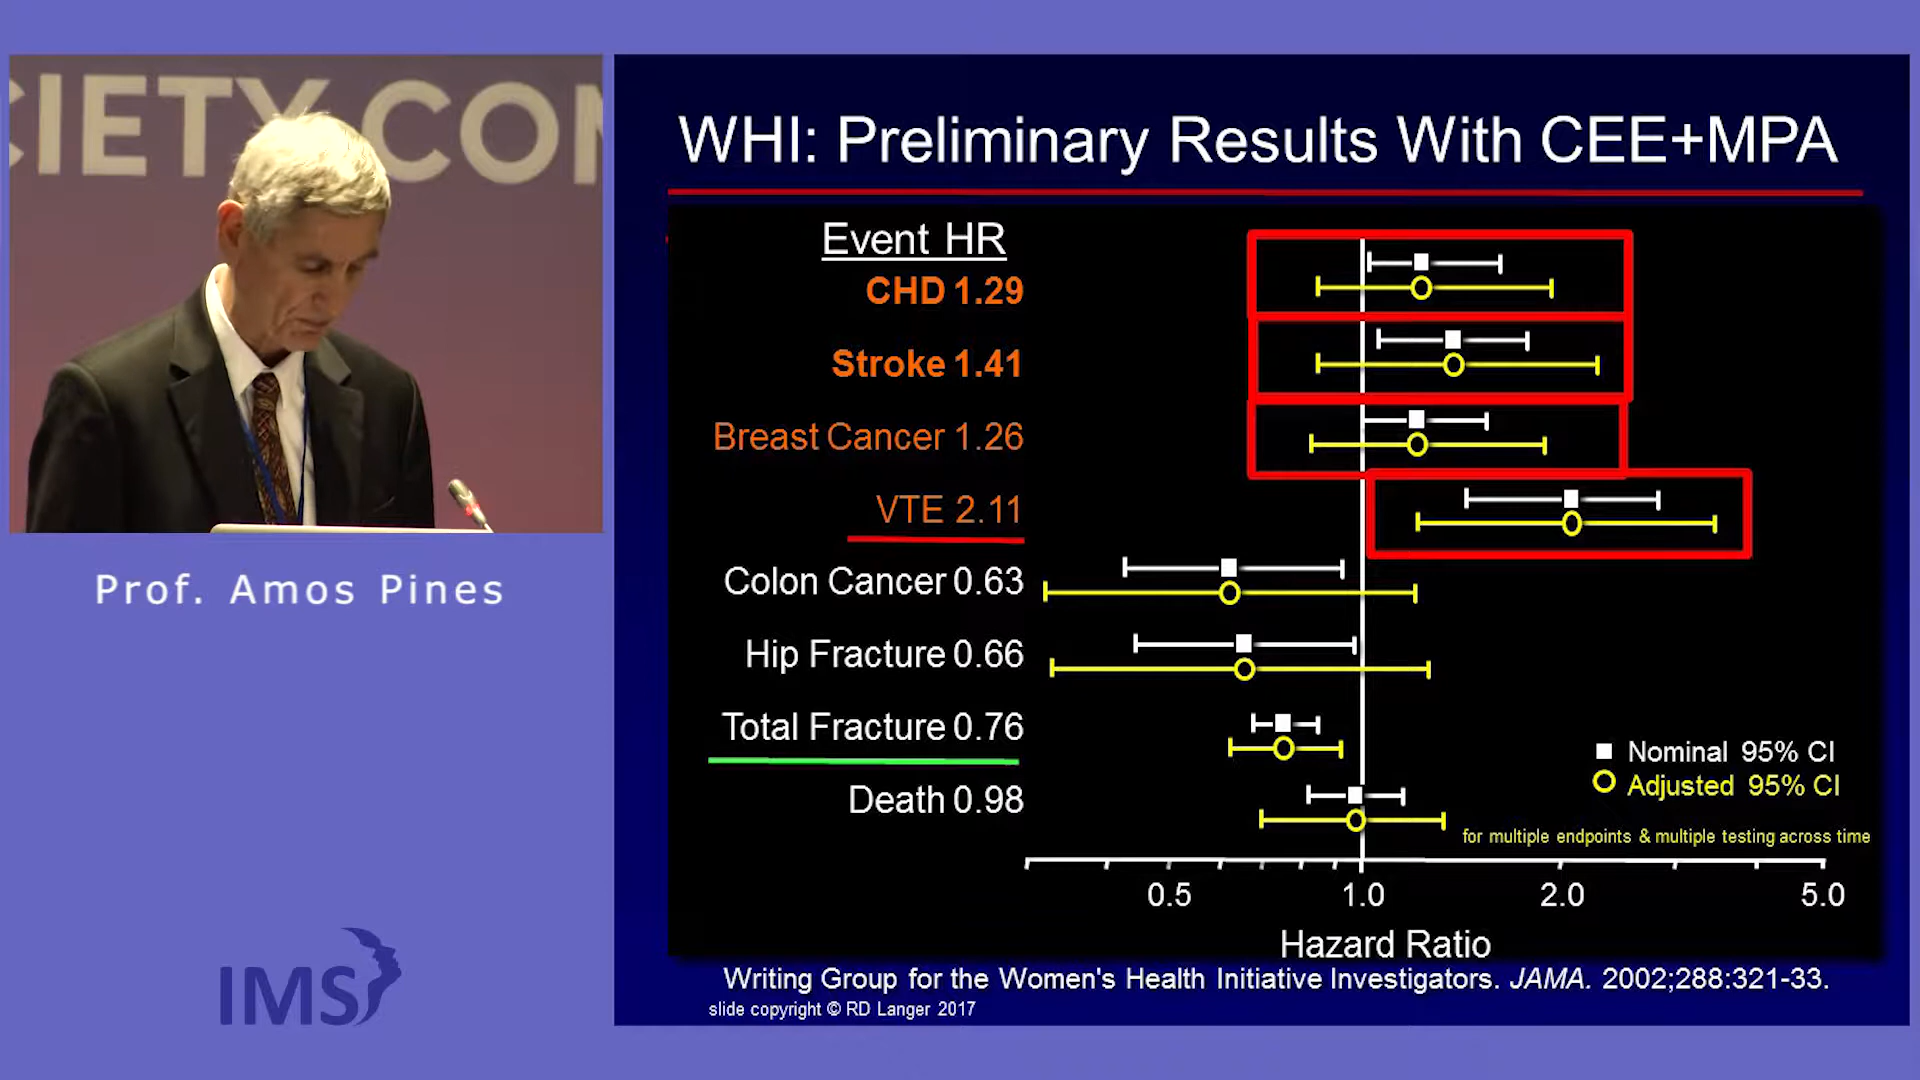 CIETY CON
Prof. Amos Pines
IMS
WHI: Preliminary Results With CEE+MPA
Event HR
CHD 1.29
Stroke 1.41
Breast Cancer 1.26
VTE 2.11
Colon Cancer 0.63
Hip Fracture 0.66
Total Fracture 0.76
Death 0.98
Nominal 95% CI
Adjusted 95% CI
for multiple endpoints & multiple testing across time
0.5 1.0 2.0 5.0
Hazard Ratio
Writing Group for the Women's Health Initiative Investigators. JAMA. 2002;288:321-33.
slide copyright © RD Langer 2017